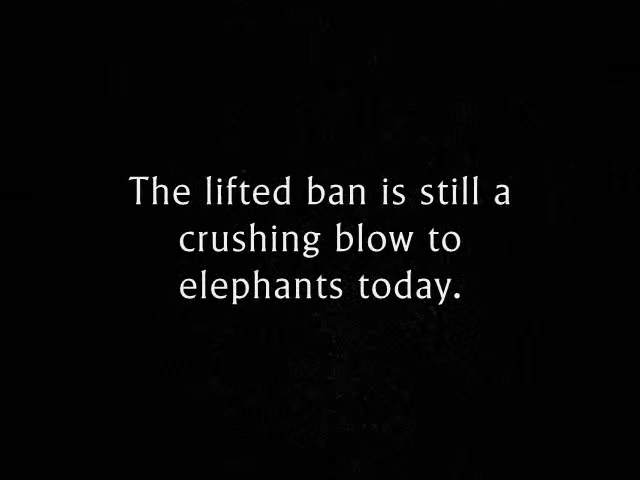 The lifted ban is still a
crushing blow to
elephants today.